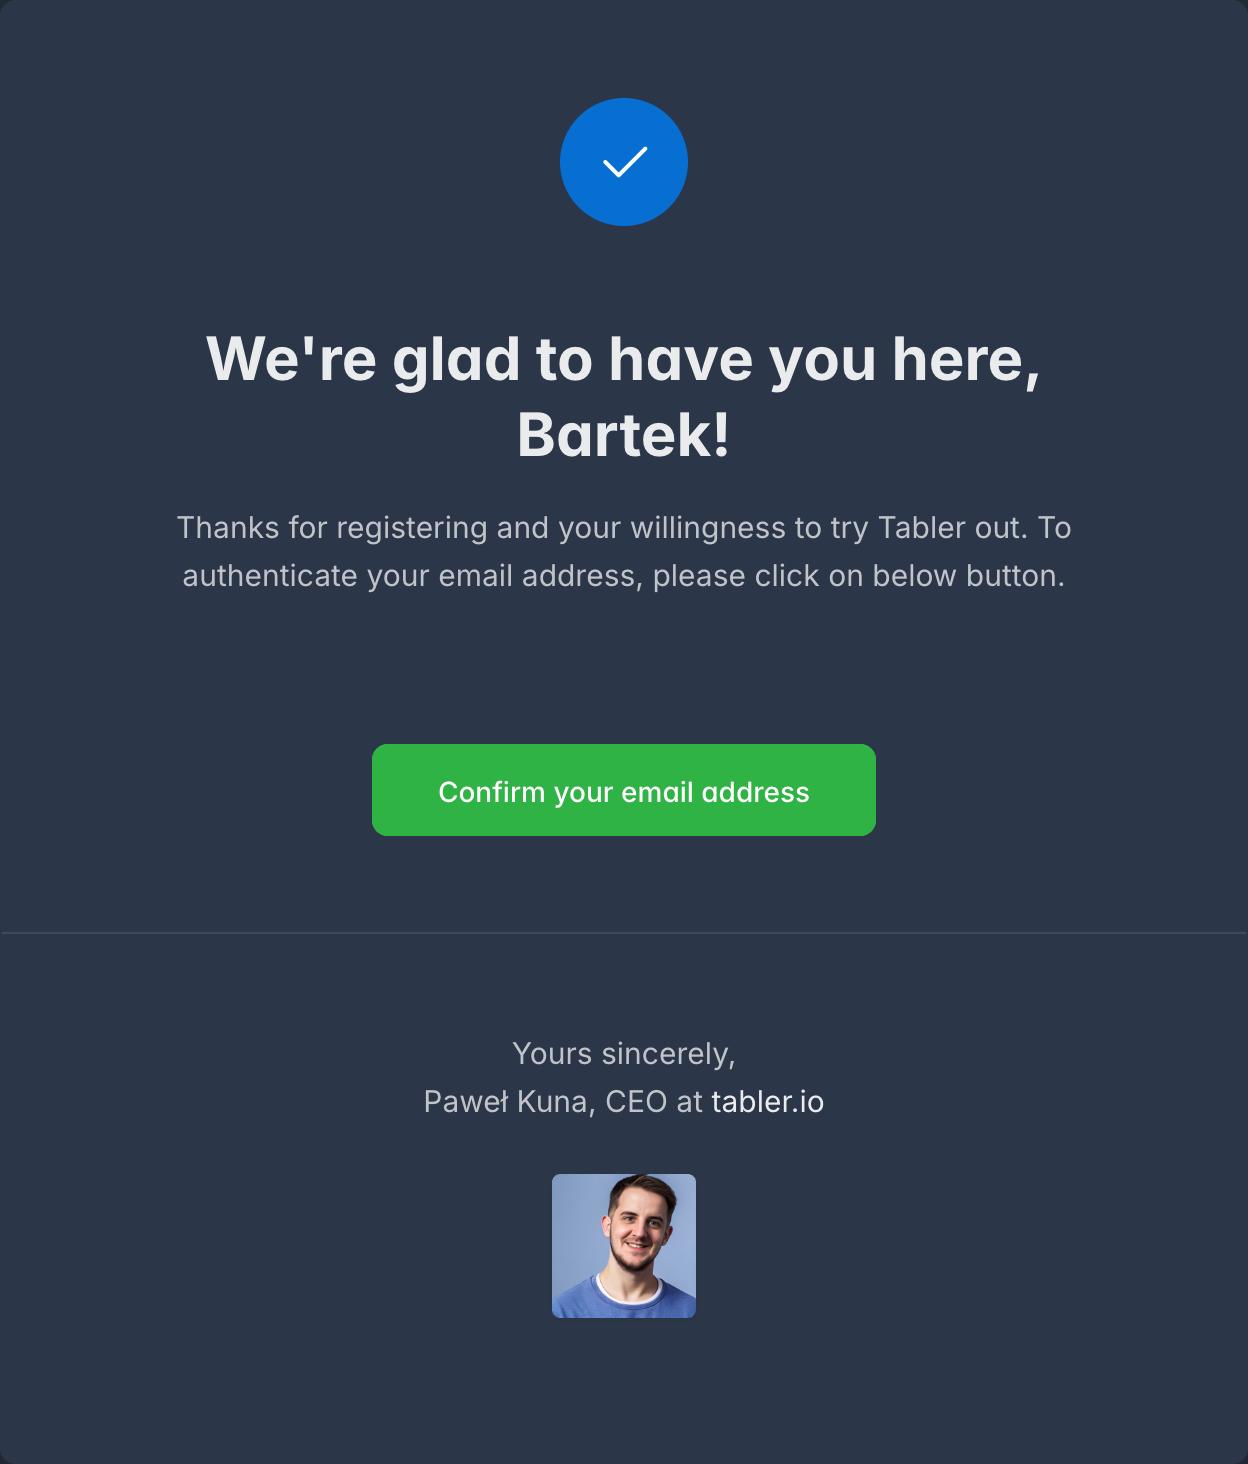 We're glad to have you here,
Bartek!
Thanks for registering and your willingness to try Tabler out. To
authenticate your email address, please click on below button.
Confirm your email address
Yours sincerely,
Paweł Kuna, CEO at tabler.io